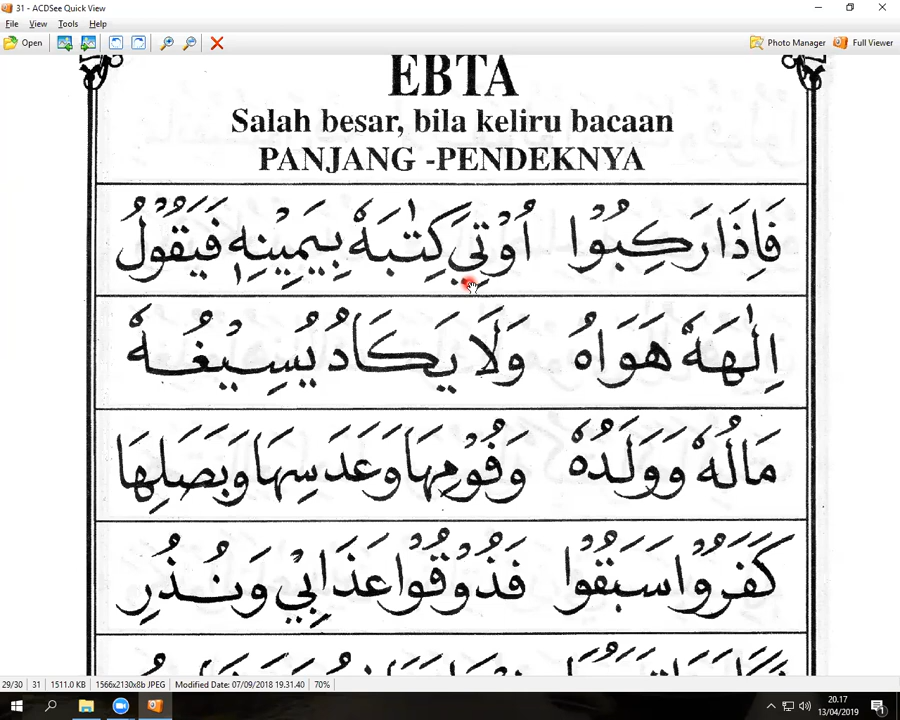 31 - ACDSee Quick View
File View Tools Help
Open Photo Manager Full Viewer
EBTA
Salah besar, bila keliru bacaan
PANJANG -PENDEKNYA
فَاِذَا رَكِبُوْا اُوْتِيَ كِتٰبَهٗ بِيَمِيْنِهٖ فَيَقُوْلُ
اِلٰهَهٗ هَوَاهُ وَلَا يَكَادُ يُسِيْغُهٗ
مَالُهٗ وَوَلَدُهٗ وَفُوْمِهَا وَعَدَسِهَا وَبَصَلِهَا
كَفَرُوْا سَبَقُوْا فَذُوْقُوْا عَذَابِيْ وَنُذُرِ
29/30 31 1511.0 KB 1566x2130x8b JPEG Modified Date: 07/09/2018 19.31.40 70%
20.17
13/04/2019